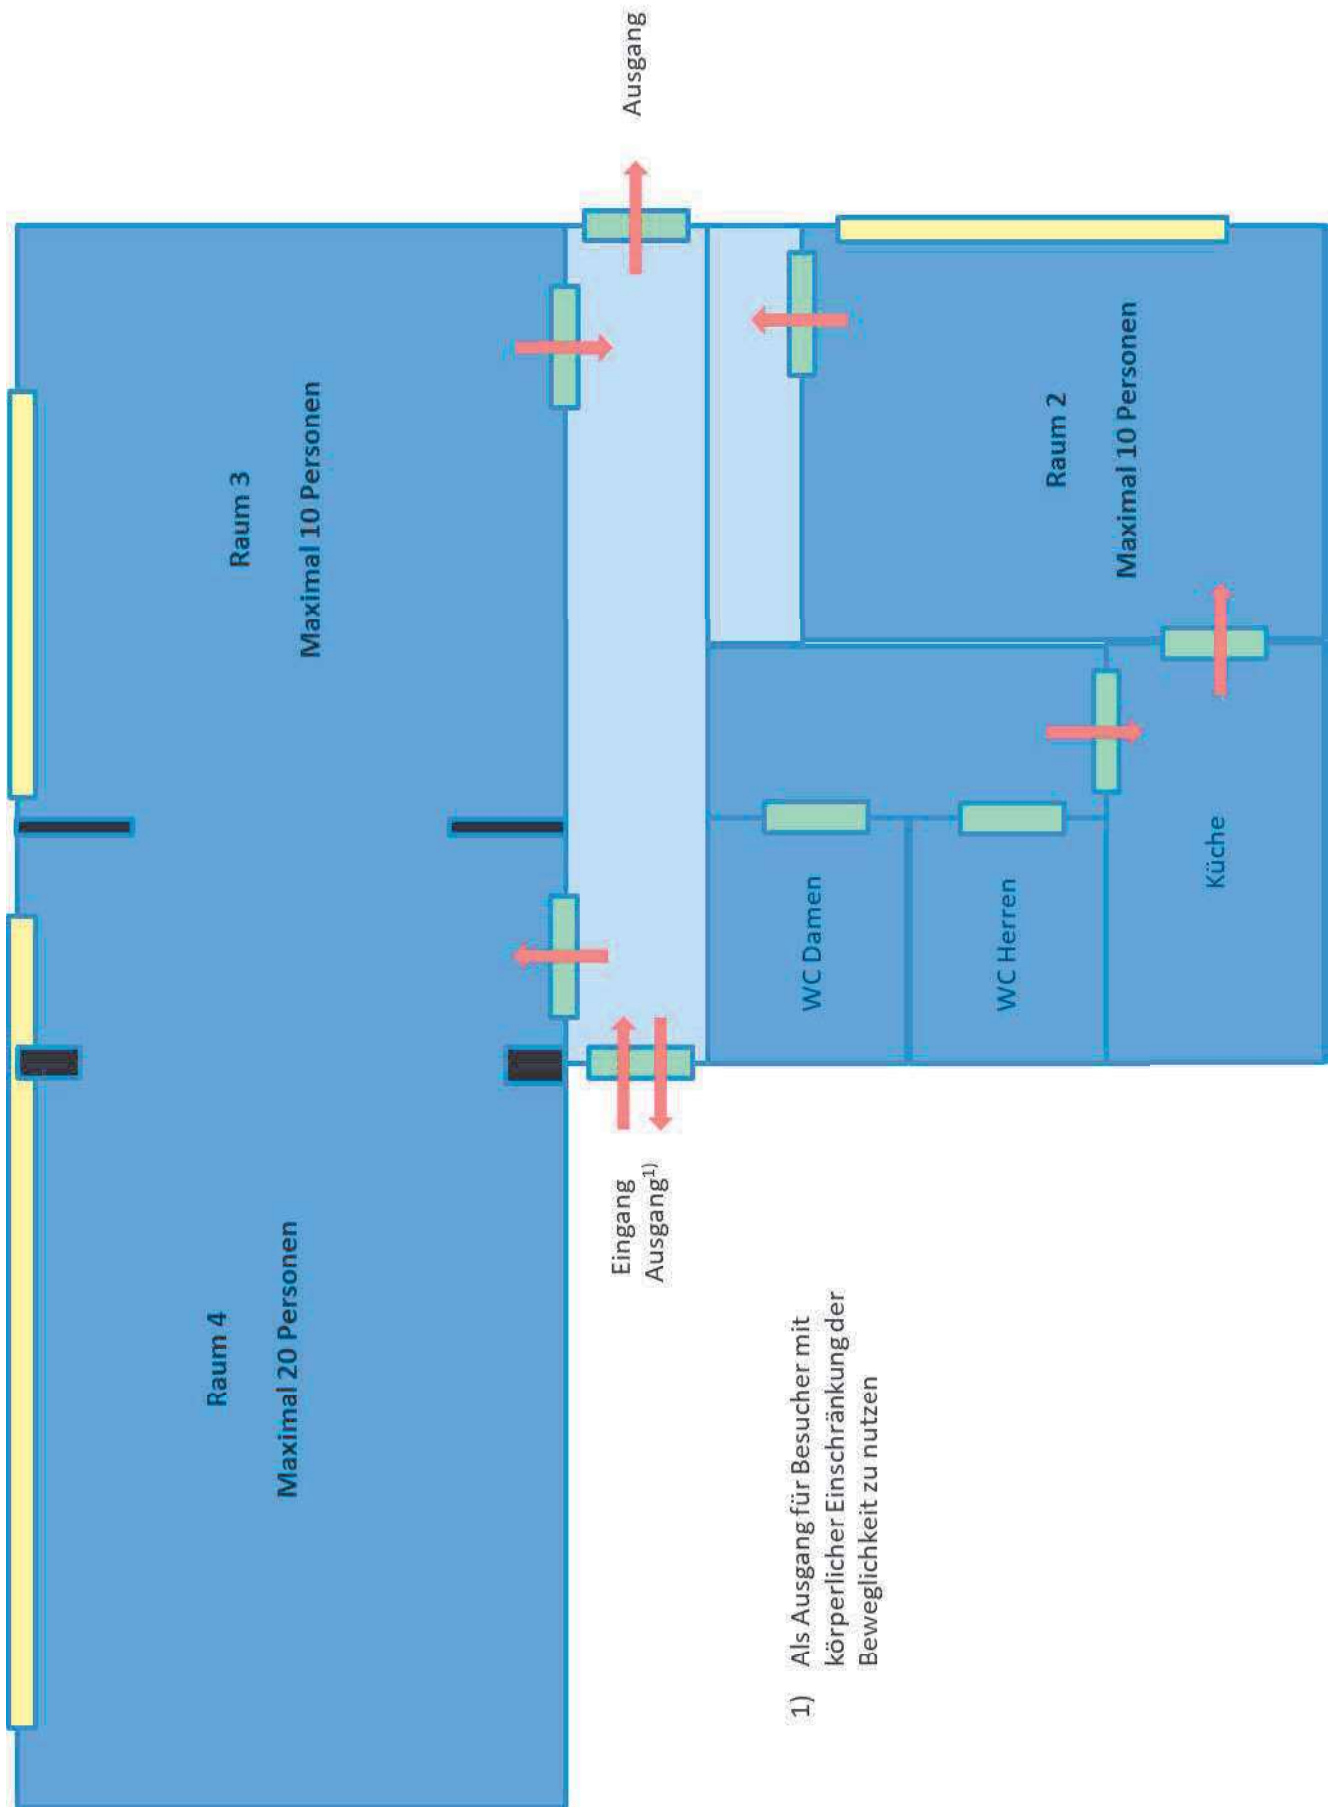 Raum 4
Maximal 20 Personen
Raum 3
Maximal 10 Personen
Eingang
Ausgang¹⁾
Ausgang
WC Damen
WC Herren
Küche
Raum 2
Maximal 10 Personen
1) Als Ausgang für Besucher mit
körperlicher Einschränkung der
Beweglichkeit zu nutzen